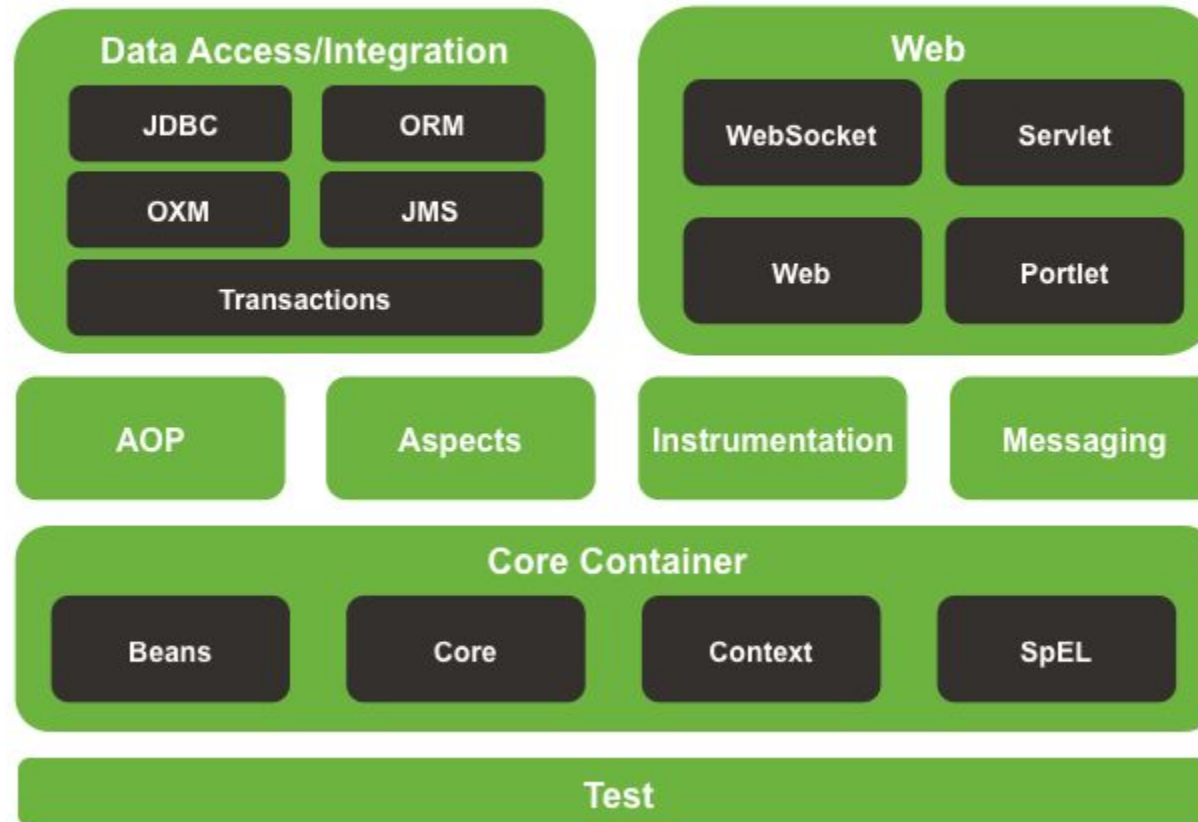 Data Access/Integration
JDBC
ORM
OXM
JMS
Transactions
Web
WebSocket
Servlet
Web
Portlet
AOP
Aspects
Instrumentation
Messaging
Core Container
Beans
Core
Context
SpEL
Test